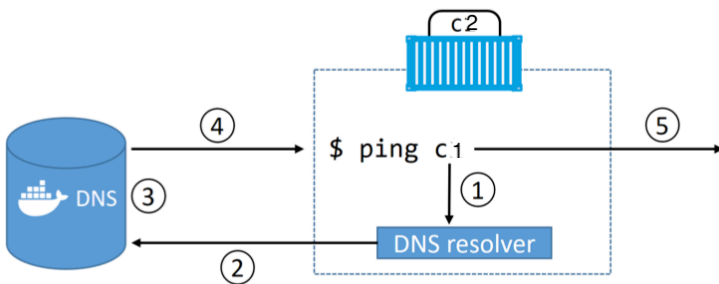 c2
④
⑤
$ ping c1
①
DNS
③
DNS resolver
②